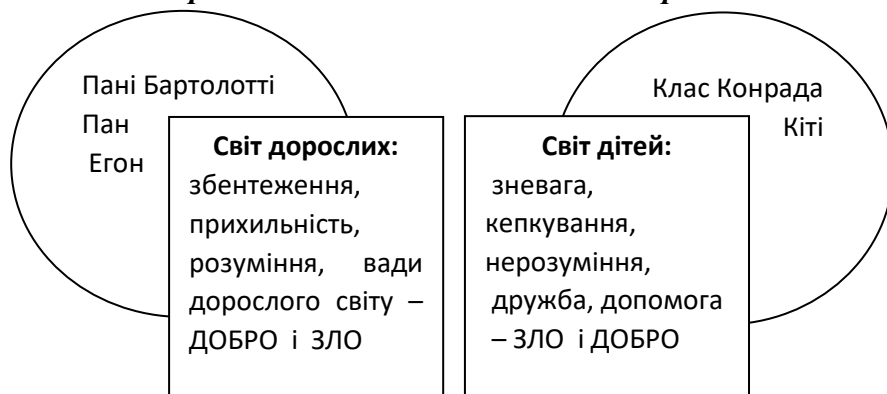 Пані Бартолотті
Пан
Егон
Світ дорослих:
збентеження,
прихильність,
розуміння, вади
дорослого світу –
ДОБРО і ЗЛО
Клас Конрада
Кіті
Світ дітей:
зневага,
кепкування,
нерозуміння,
дружба, допомога
– ЗЛО і ДОБРО